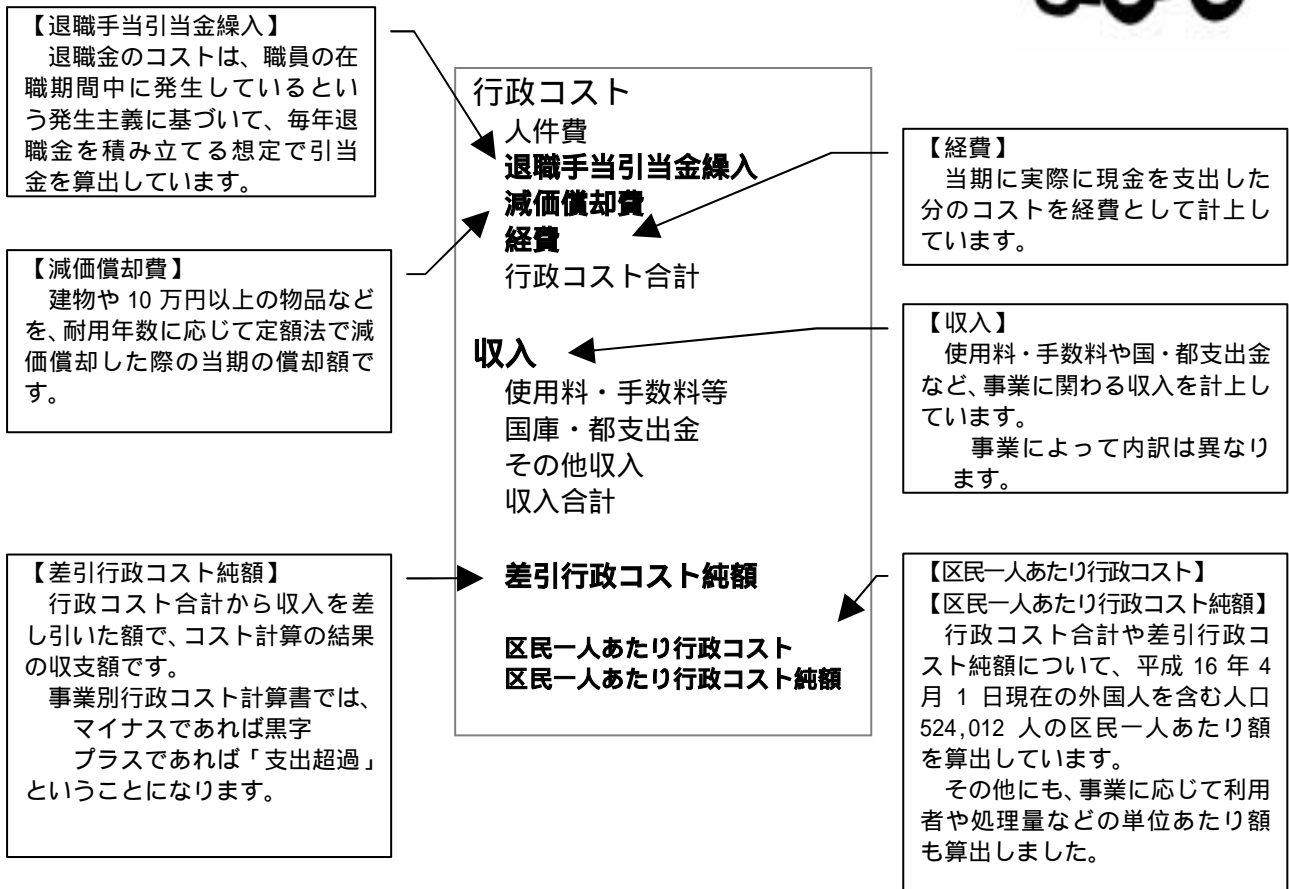 【退職手当引当金繰入】
　退職金のコストは、職員の在
職期間中に発生しているとい
う発生主義に基づいて、毎年退
職金を積み立てる想定で引当
金を算出しています。
【減価償却費】
　建物や 10 万円以上の物品など
を、耐用年数に応じて定額法で減
価償却した際の当期の償却額で
す。
【差引行政コスト純額】
　行政コスト合計から収入を差
し引いた額で、コスト計算の結果
の収支額です。
　事業別行政コスト計算書では、
　　マイナスであれば黒字
　　プラスであれば「支出超過」
ということになります。
行政コスト
人件費
退職手当引当金繰入
減価償却費
経費
行政コスト合計
収入
使用料・手数料等
国庫・都支出金
その他収入
収入合計
差引行政コスト純額
区民一人あたり行政コスト
区民一人あたり行政コスト純額
【経費】
　当期に実際に現金を支出した
分のコストを経費として計上し
ています。
【収入】
　使用料・手数料や国・都支出金
など、事業に関わる収入を計上し
ています。
　　事業によって内訳は異なり
　ます。
【区民一人あたり行政コスト】
【区民一人あたり行政コスト純額】
　行政コスト合計や差引行政コ
スト純額について、平成 16 年 4
月 1 日現在の外国人を含む人口
524,012 人の区民一人あたり額
を算出しています。
　その他にも、事業に応じて利用
者や処理量などの単位あたり額
も算出しました。